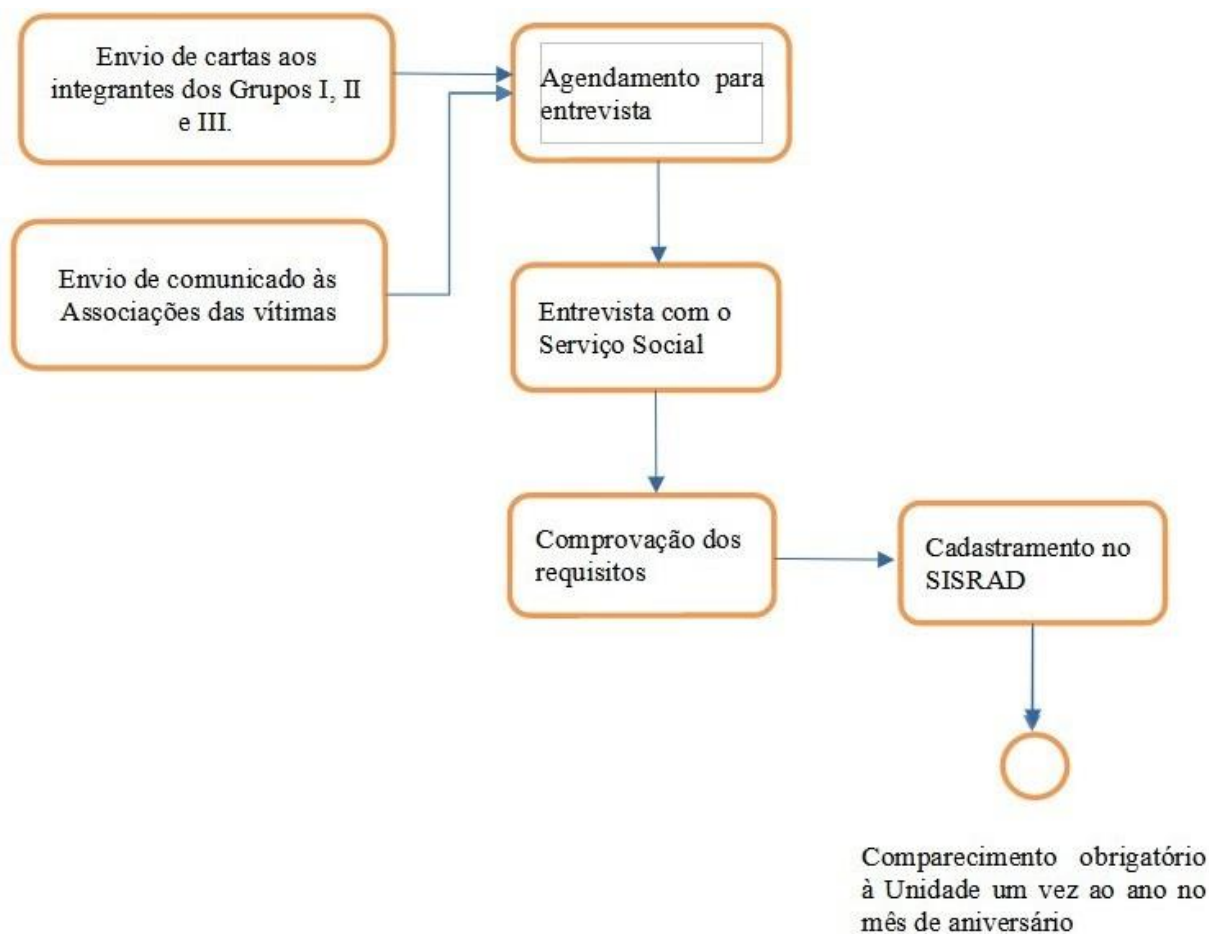 Envio de cartas aos
integrantes dos Grupos I, II
e III.
Agendamento para
entrevista
Envio de comunicado às
Associações das vítimas
Entrevista com o
Serviço Social
Comprovação dos
requisitos
Cadastramento no
SISRAD
Comparecimento obrigatório
à Unidade um vez ao ano no
mês de aniversário